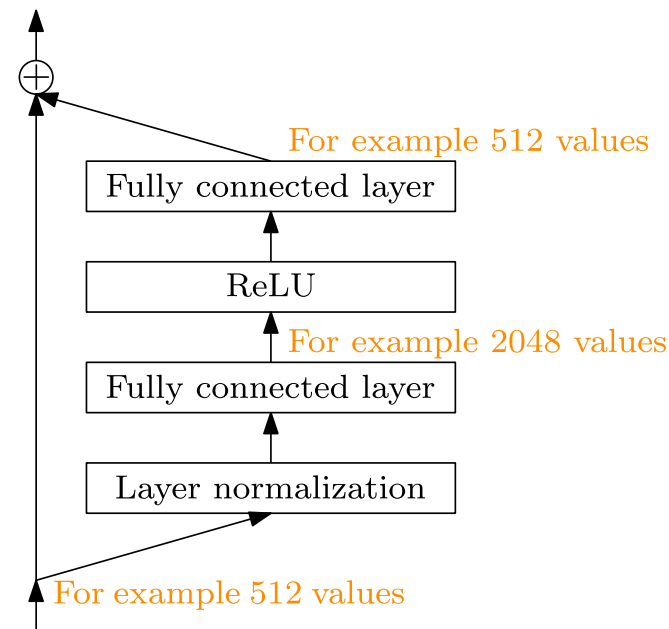 For example 512 values
Fully connected layer
ReLU
For example 2048 values
Fully connected layer
Layer normalization
For example 512 values